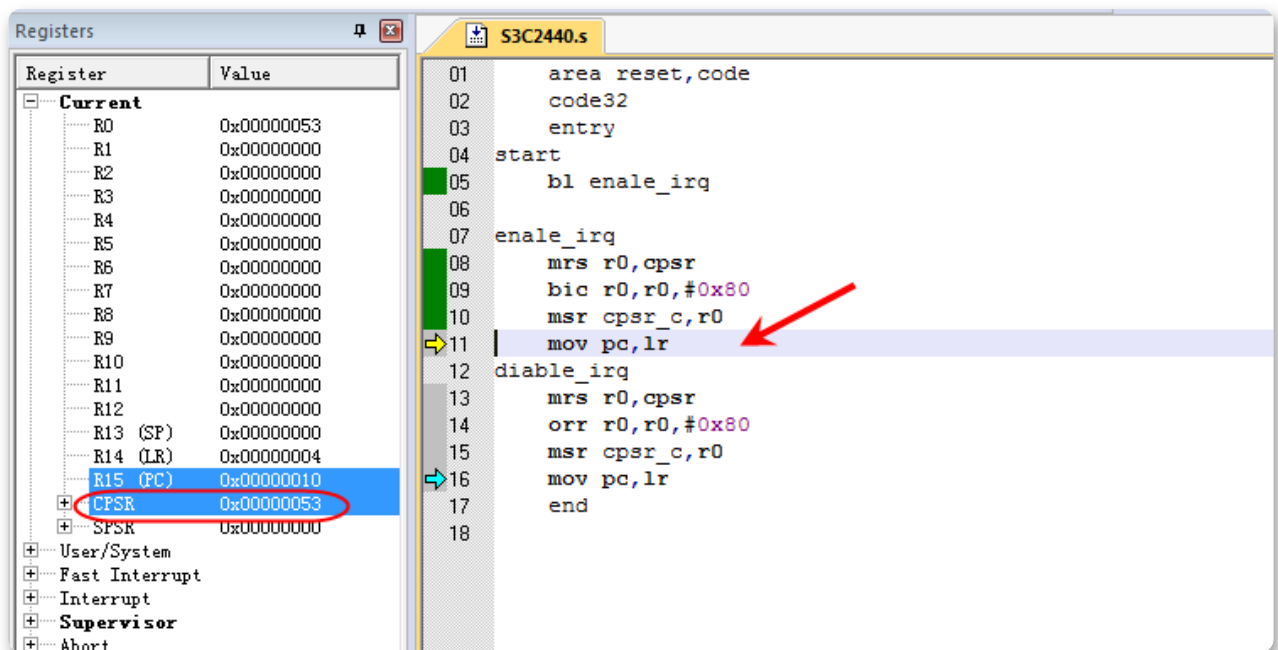 Registers
Register Value
Current
R0 0x00000053
R1 0x00000000
R2 0x00000000
R3 0x00000000
R4 0x00000000
R5 0x00000000
R6 0x00000000
R7 0x00000000
R8 0x00000000
R9 0x00000000
R10 0x00000000
R11 0x00000000
R12 0x00000000
R13 (SP) 0x00000000
R14 (LR) 0x00000004
R15 (PC) 0x00000010
CPSR 0x00000053
SPSR 0x00000000
User/System
Fast Interrupt
Interrupt
Supervisor
Abort
S3C2440.s
01 area reset,code
02 code32
03 entry
04 start
05 bl enale_irq
06
07 enale_irq
08 mrs r0,cpsr
09 bic r0,r0,#0x80
10 msr cpsr_c,r0
11 mov pc,lr
12 diable_irq
13 mrs r0,cpsr
14 orr r0,r0,#0x80
15 msr cpsr_c,r0
16 mov pc,lr
17 end
18